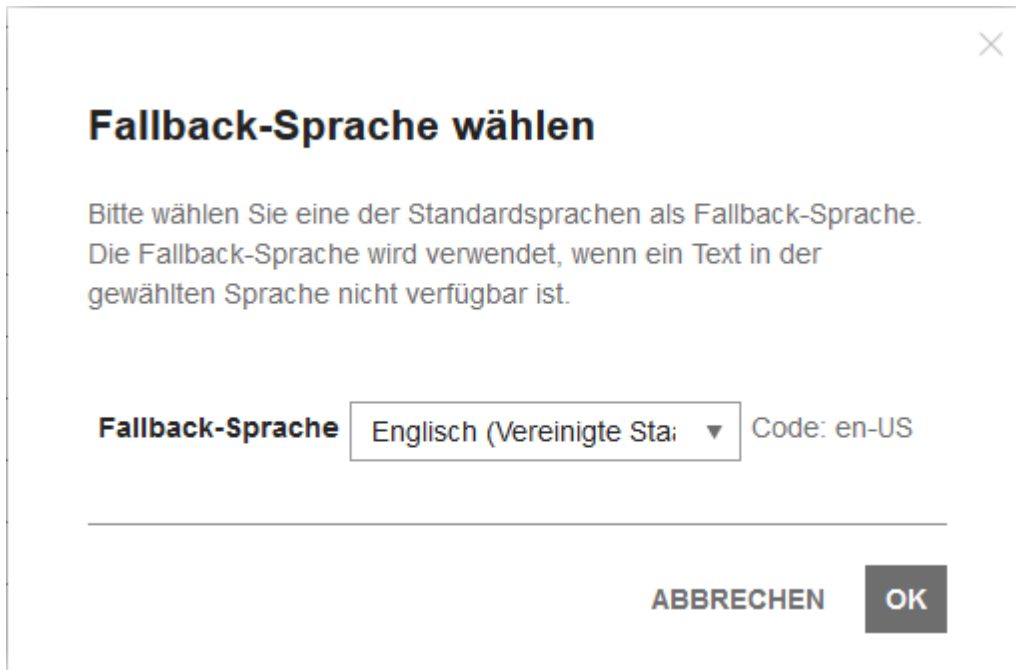 Fallback-Sprache wählen
Bitte wählen Sie eine der Standardsprachen als Fallback-Sprache.
Die Fallback-Sprache wird verwendet, wenn ein Text in der
gewählten Sprache nicht verfügbar ist.
Fallback-Sprache Englisch (Vereinigte Staa Code: en-US
ABBRECHEN OK